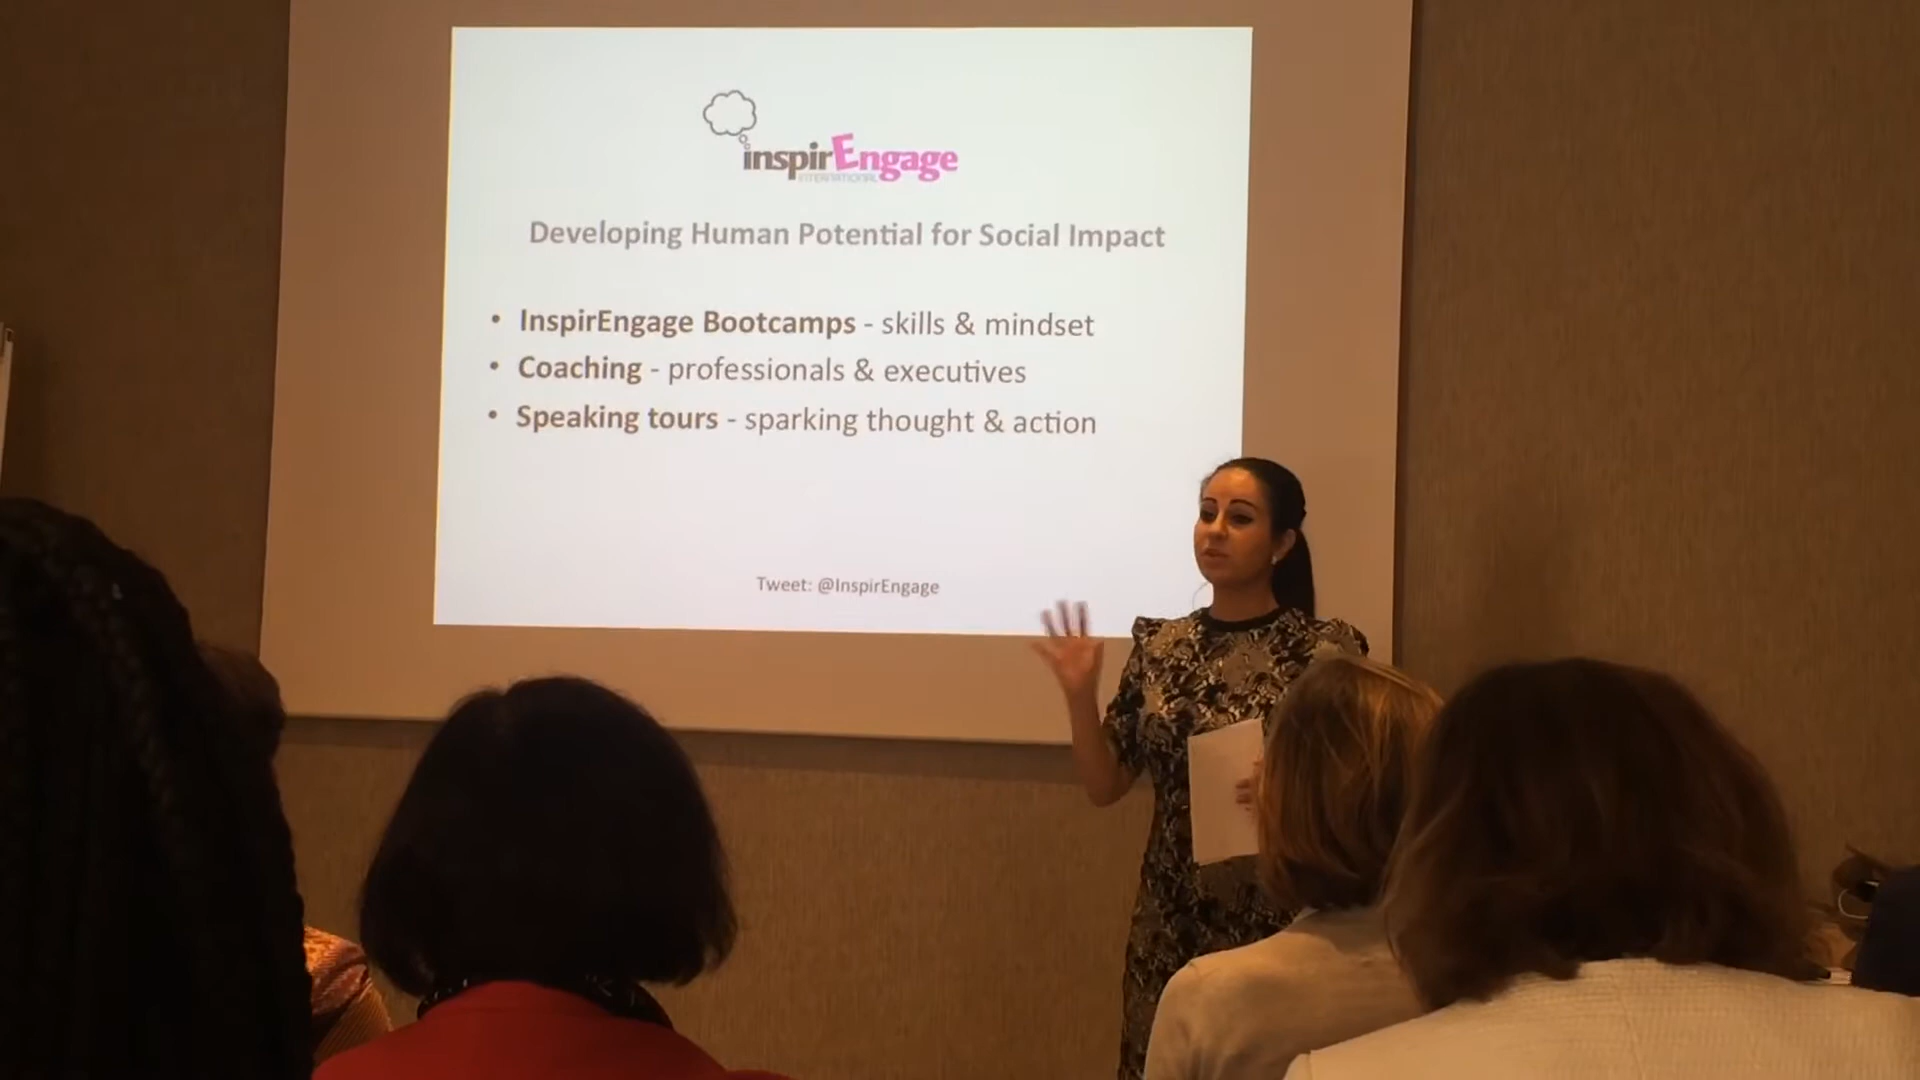 inspirEngage
INTERNATIONAL
Developing Human Potential for Social Impact
• InspirEngage Bootcamps - skills & mindset
• Coaching - professionals & executives
• Speaking tours - sparking thought & action
Tweet: @InspirEngage